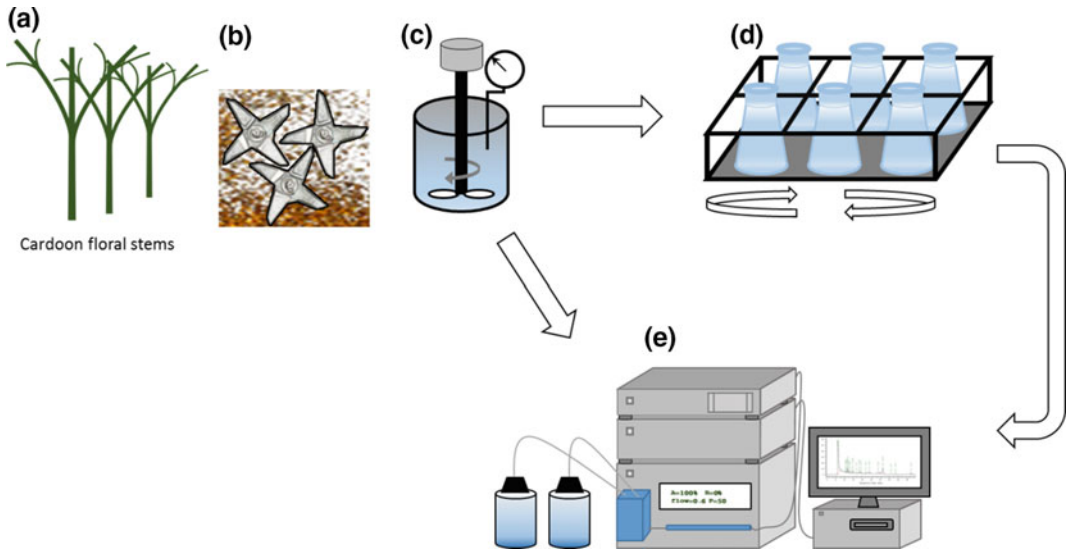 (a)
(b)
(c)
(d)
Cardoon floral stems
(e)
A=100% B=0%
flow=0.6 P=50